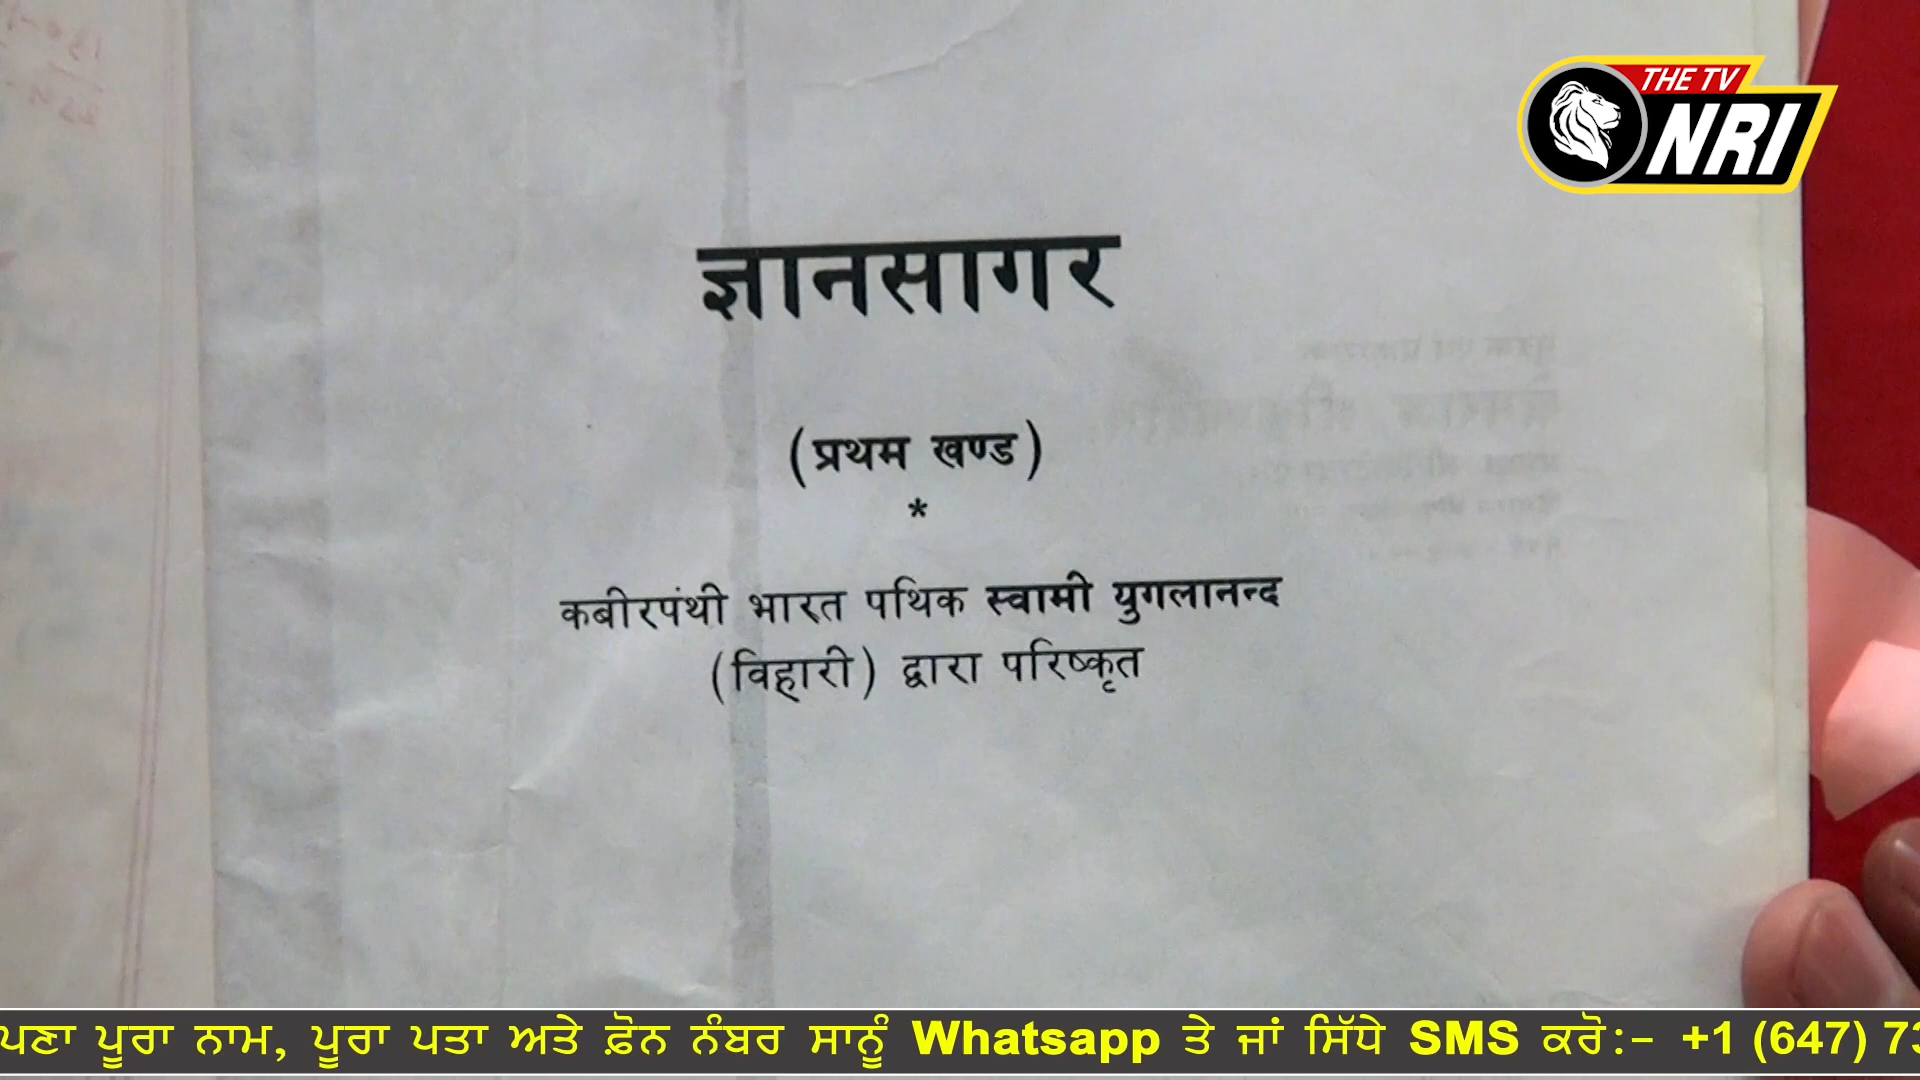 THE TV
NRI
ज्ञानसागर
(प्रथम खण्ड)
*
कबीरपंथी भारत पथिक स्वामी युगलानन्द
(विहारी) द्वारा परिष्कृत
ਪਣਾ ਪੂਰਾ ਨਾਮ, ਪੂਰਾ ਪਤਾ ਅਤੇ ਫ਼ੋਨ ਨੰਬਰ ਸਾਨੂੰ Whatsapp ਤੇ ਜਾਂ ਸਿੱਧੇ SMS ਕਰੋ:- +1 (647) 73